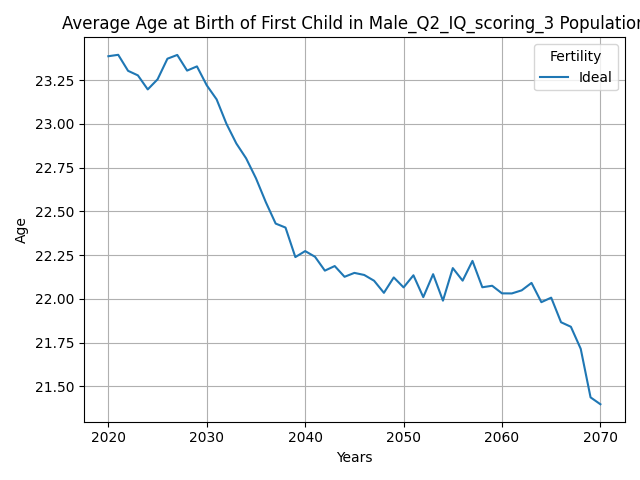 Average Age at Birth of First Child in Male_Q2_IQ_scoring_3 Population
Fertility
Ideal
23.25
23.00
22.75
22.50
22.25
22.00
21.75
21.50
Age
2020 2030 2040 2050 2060 2070
Years